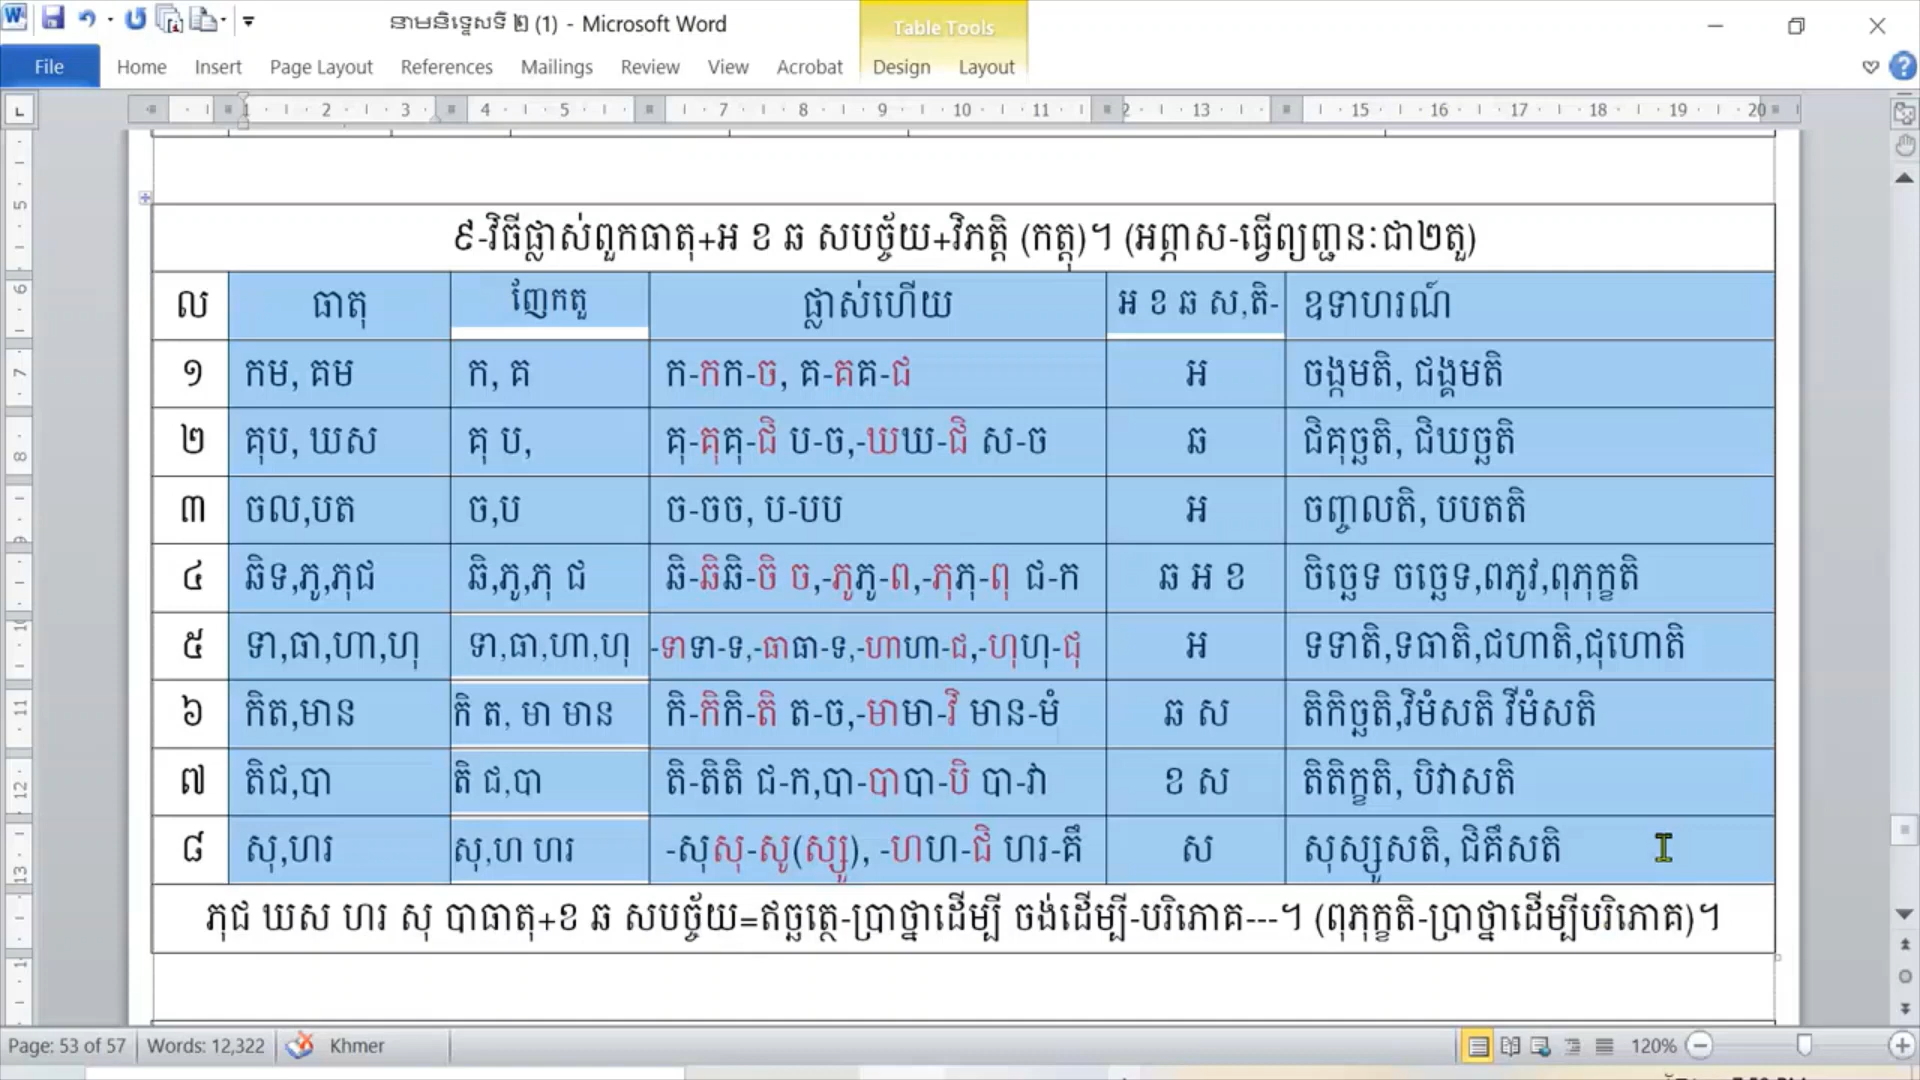 នាមនិទ្ទេសទី ២ (1) - Microsoft Word
Table Tools
File Home Insert Page Layout References Mailings Review View Acrobat Design Layout
1 2 3 4 5 7 8 9 10 11 2 13 15 16 17 18 19 20
៩-វិធីផ្លាស់ពួកធាតុ+អ ខ ឆ សបច្ច័យ+វិភត្តិ (កត្តុ)។ (អព្ភាស-ធ្វើព្យញ្ជនៈជា២តួ)
ល ធាតុ ញែកតួ ផ្លាស់ហើយ អ ខ ឆ ស,តិ- ឧទាហរណ៍
១ កម, គម ក, គ ក-កក-ច, គ-គគ-ជ អ ចង្កមតិ, ជង្គមតិ
២ គុប, ឃស គុ ប, គុ-គុគុ-ជិ ប-ច,-ឃឃ-ជិ ស-ច ឆ ជិគុច្ឆតិ, ជិឃច្ឆតិ
៣ ចល,បត ច,ប ច-ចច, ប-បប អ ចញ្ចលតិ, បបតតិ
៤ ឆិទ,ភូ,ភុជ ឆិ,ភូ,ភុ ជ ឆិ-ឆិឆិ-ចិ ច,-ភូភូ-ព,-ភុភុ-ពុ ជ-ក ឆ អ ខ ចិច្ឆេទ ចច្ឆេទ,ពភូវ,ពុភុក្ខតិ
៥ ទា,ធា,ហា,ហុ ទា,ធា,ហា,ហុ -ទាទា-ទ,-ធាធា-ទ,-ហាហា-ជ,-ហុហុ-ជុ អ ទទាតិ,ទធាតិ,ជហាតិ,ជុហោតិ
៦ កិត,មាន កិ ត, មា មាន កិ-កិកិ-តិ ត-ច,-មាមា-វិ មាន-មំ ឆ ស តិកិច្ឆតិ,វិមំសតិ វីមំសតិ
៧ តិជ,បា តិ ជ,បា តិ-តិតិ ជ-ក,បា-បាបា-បិ បា-វា ខ ស តិតិក្ខតិ, បិវាសតិ
៨ សុ,ហរ សុ,ហ ហរ -សុសុ-សូ(ស្សូ), -ហហ-ជិ ហរ-គឹ ស សុស្សូសតិ, ជិគឹសតិ
ភុជ ឃស ហរ សុ បាធាតុ+ខ ឆ សបច្ច័យ=ឥច្ឆត្ថេ-ប្រាថ្នាដើម្បី ចង់ដើម្បី-បរិភោគ---។ (ពុភុក្ខតិ-ប្រាថ្នាដើម្បីបរិភោគ)។
Page: 53 of 57 Words: 12,322 Khmer 120%